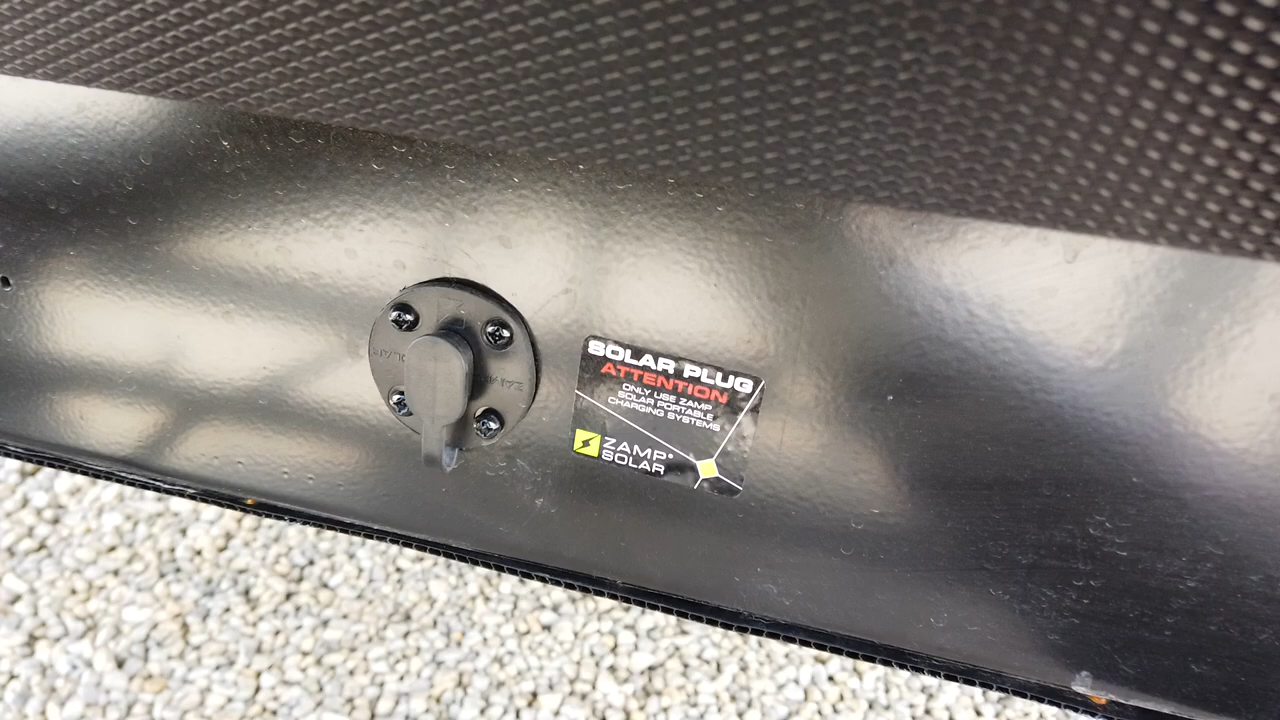 SOLAR PLUG
ATTENTION
ONLY USE ZAMP
SOLAR PORTABLE
CHARGING SYSTEMS
ZAMP®
SOLAR